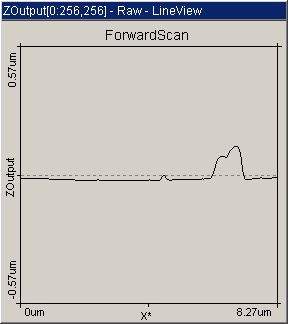 ZOutput[0:256,256] - Raw - LineView
ForwardScan
0.57um
ZOutput
-0.57um
0um
X*
8.27um